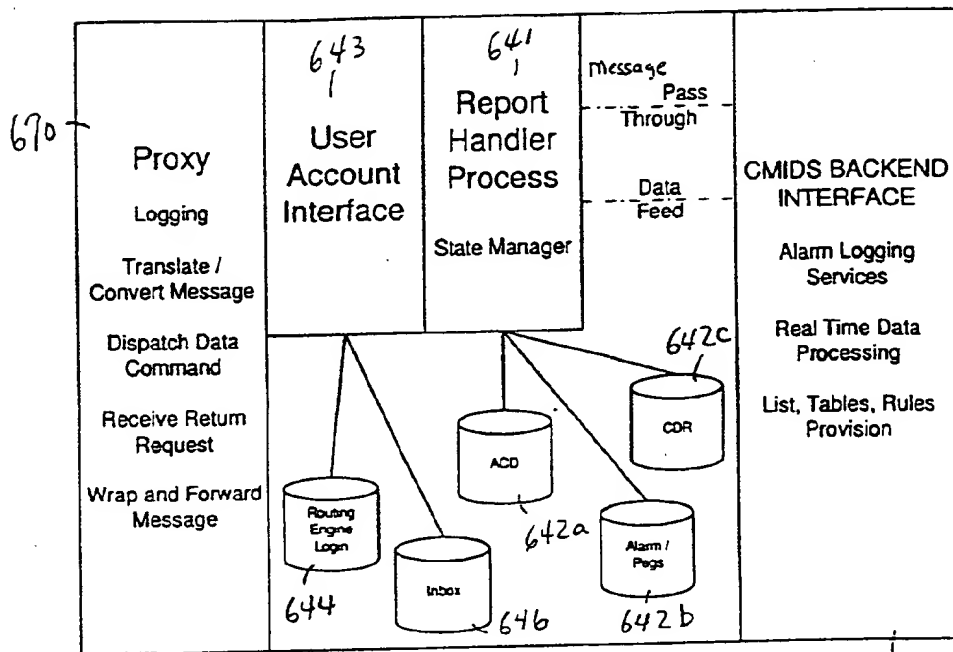 670
Proxy
Logging
Translate /
Convert Message
Dispatch Data
Command
Receive Return
Request
Wrap and Forward
Message
643
User
Account
Interface
641
Report
Handler
Process
State Manager
message
Pass
Through
Data
Feed
CMIDS BACKEND
INTERFACE
Alarm Logging
Services
Real Time Data
Processing
List, Tables, Rules
Provision
642c
CDR
ACD
642a
Alarm /
Pegs
642b
Routing
Engine
Login
644
Inbox
646